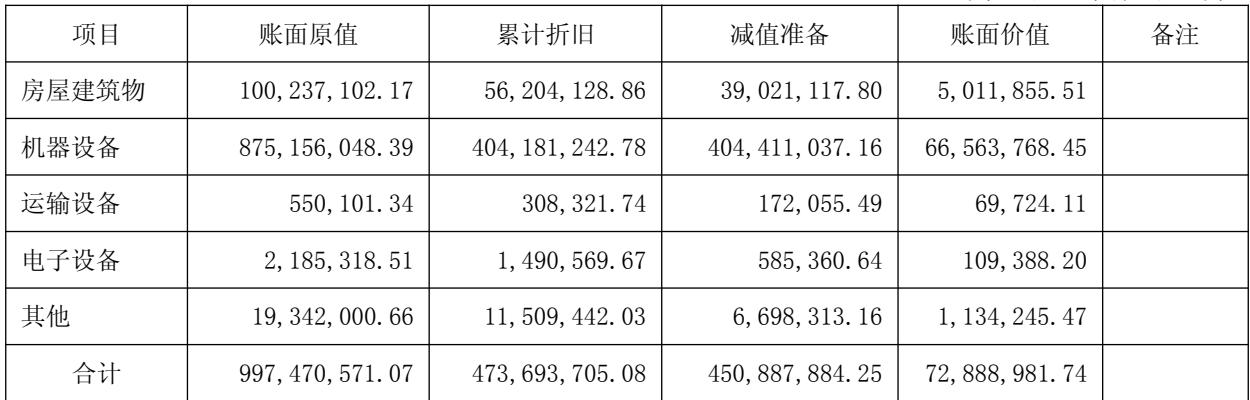 项目 账面原值 累计折旧 减值准备 账面价值 备注
房屋建筑物 100,237,102.17 56,204,128.86 39,021,117.80 5,011,855.51
机器设备 875,156,048.39 404,181,242.78 404,411,037.16 66,563,768.45
运输设备 550,101.34 308,321.74 172,055.49 69,724.11
电子设备 2,185,318.51 1,490,569.67 585,360.64 109,388.20
其他 19,342,000.66 11,509,442.03 6,698,313.16 1,134,245.47
合计 997,470,571.07 473,693,705.08 450,887,884.25 72,888,981.74